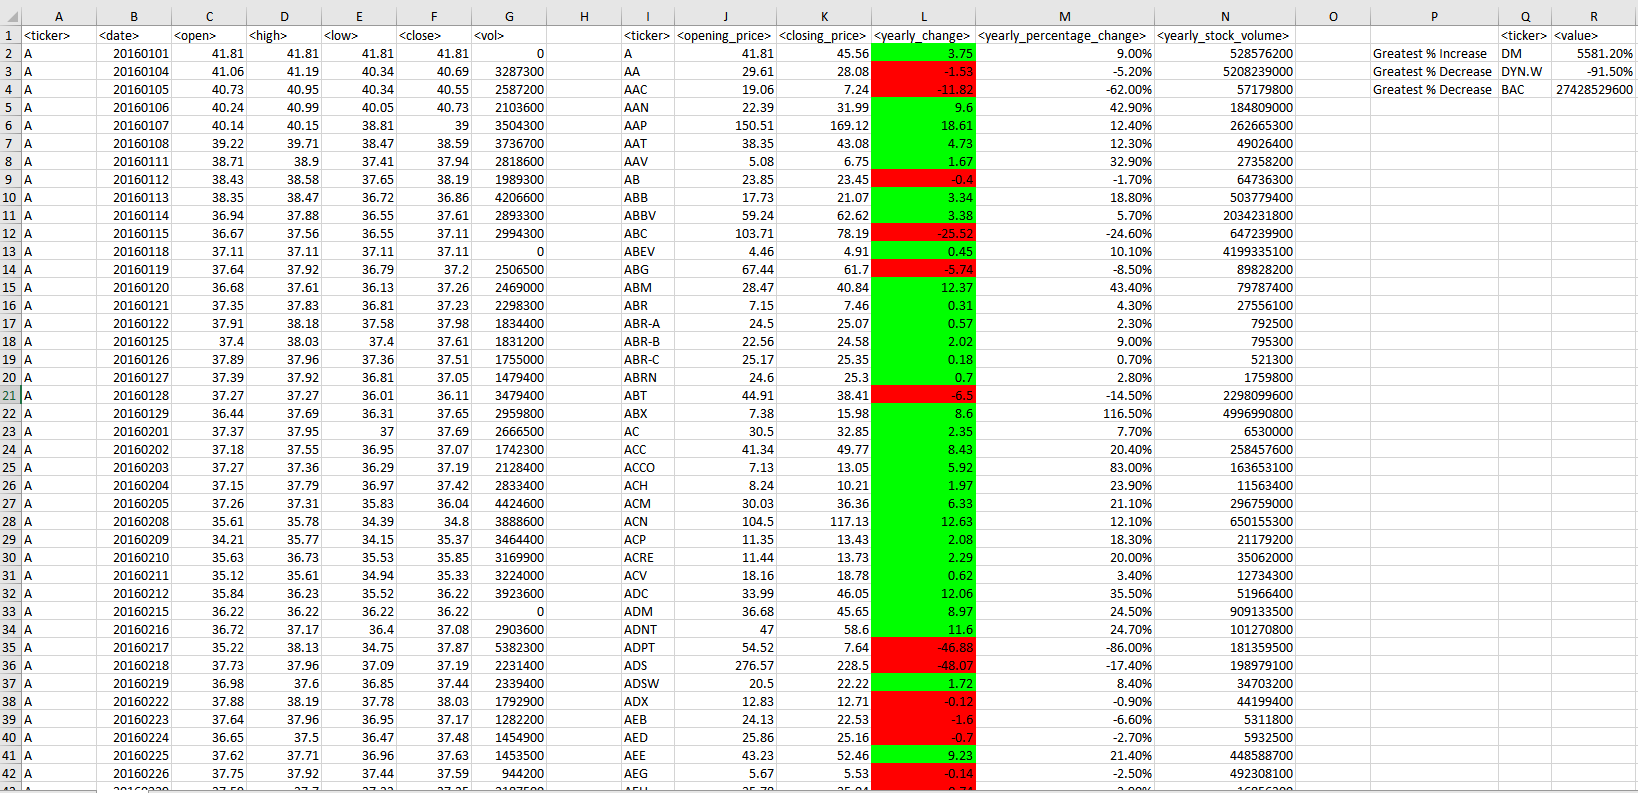 A B C D E F G H I J K L M N O P Q R
1 <ticker> <date> <open> <high> <low> <close> <vol> <ticker> <opening_price> <closing_price> <yearly_change> <yearly_percentage_change> <yearly_stock_volume> <ticker> <value>
2 A 20160101 41.81 41.81 41.81 41.81 0 A 41.81 45.56 3.75 9.00% 528576200 Greatest % Increase DM 5581.20%
3 A 20160104 41.06 41.19 40.34 40.69 3287300 AA 29.61 28.08 -1.53 -5.20% 5208239000 Greatest % Decrease DYN.W -91.50%
4 A 20160105 40.73 40.95 40.34 40.55 2587200 AAC 19.06 7.24 -11.82 -62.00% 57179800 Greatest % Decrease BAC 27428529600
5 A 20160106 40.24 40.99 40.05 40.73 2103600 AAN 22.39 31.99 9.6 42.90% 184809000
6 A 20160107 40.14 40.15 38.81 39 3504300 AAP 150.51 169.12 18.61 12.40% 262665300
7 A 20160108 39.22 39.71 38.47 38.59 3736700 AAT 38.35 43.08 4.73 12.30% 49026400
8 A 20160111 38.71 38.9 37.41 37.94 2818600 AAV 5.08 6.75 1.67 32.90% 27358200
9 A 20160112 38.43 38.58 37.65 38.19 1989300 AB 23.85 23.45 -0.4 -1.70% 64736300
10 A 20160113 38.35 38.47 36.72 36.86 4206600 ABB 17.73 21.07 3.34 18.80% 503779400
11 A 20160114 36.94 37.88 36.55 37.61 2893300 ABBV 59.24 62.62 3.38 5.70% 2034231800
12 A 20160115 36.67 37.56 36.55 37.11 2994300 ABC 103.71 78.19 -25.52 -24.60% 647239900
13 A 20160118 37.11 37.11 37.11 37.11 0 ABEV 4.46 4.91 0.45 10.10% 4199335100
14 A 20160119 37.64 37.92 36.79 37.2 2506500 ABG 67.44 61.7 -5.74 -8.50% 89828200
15 A 20160120 36.68 37.61 36.13 37.26 2469000 ABM 28.47 40.84 12.37 43.40% 79787400
16 A 20160121 37.35 37.83 36.81 37.23 2298300 ABR 7.15 7.46 0.31 4.30% 27556100
17 A 20160122 37.91 38.18 37.58 37.98 1834400 ABR-A 24.5 25.07 0.57 2.30% 792500
18 A 20160125 37.4 38.03 37.4 37.61 1831200 ABR-B 22.56 24.58 2.02 9.00% 795300
19 A 20160126 37.89 37.96 37.36 37.51 1755000 ABR-C 25.17 25.35 0.18 0.70% 521300
20 A 20160127 37.39 37.92 36.81 37.05 1479400 ABRN 24.6 25.3 0.7 2.80% 1759800
21 A 20160128 37.27 37.27 36.01 36.11 3479400 ABT 44.91 38.41 -6.5 -14.50% 2298099600
22 A 20160129 36.44 37.69 36.31 37.65 2959800 ABX 7.38 15.98 8.6 116.50% 4996990800
23 A 20160201 37.37 37.95 37 37.69 2666500 AC 30.5 32.85 2.35 7.70% 6530000
24 A 20160202 37.18 37.55 36.95 37.07 1742300 ACC 41.34 49.77 8.43 20.40% 258457600
25 A 20160203 37.27 37.36 36.29 37.19 2128400 ACCO 7.13 13.05 5.92 83.00% 163653100
26 A 20160204 37.15 37.79 36.97 37.42 2833400 ACH 8.24 10.21 1.97 23.90% 11563400
27 A 20160205 37.26 37.31 35.83 36.04 4424600 ACM 30.03 36.36 6.33 21.10% 296759000
28 A 20160208 35.61 35.78 34.39 34.8 3888600 ACN 104.5 117.13 12.63 12.10% 650155300
29 A 20160209 34.21 35.77 34.15 35.37 3464400 ACP 11.35 13.43 2.08 18.30% 21179200
30 A 20160210 35.63 36.73 35.53 35.85 3169900 ACRE 11.44 13.73 2.29 20.00% 35062000
31 A 20160211 35.12 35.61 34.94 35.33 3224000 ACV 18.16 18.78 0.62 3.40% 12734300
32 A 20160212 35.84 36.23 35.52 36.22 3923600 ADC 33.99 46.05 12.06 35.50% 51966400
33 A 20160215 36.22 36.22 36.22 36.22 0 ADM 36.68 45.65 8.97 24.50% 909133500
34 A 20160216 36.72 37.17 36.4 37.08 2903600 ADNT 47 58.6 11.6 24.70% 101270800
35 A 20160217 35.22 38.13 34.75 37.87 5382300 ADPT 54.52 7.64 -46.88 -86.00% 181359500
36 A 20160218 37.73 37.96 37.09 37.19 2231400 ADS 276.57 228.5 -48.07 -17.40% 198979100
37 A 20160219 36.98 37.6 36.85 37.44 2339400 ADSW 20.5 22.22 1.72 8.40% 34703200
38 A 20160222 37.88 38.19 37.78 38.03 1792900 ADX 12.83 12.71 -0.12 -0.90% 44199400
39 A 20160223 37.64 37.96 36.95 37.17 1282200 AEB 24.13 22.53 -1.6 -6.60% 5311800
40 A 20160224 36.65 37.5 36.47 37.48 1454900 AED 25.86 25.16 -0.7 -2.70% 5932500
41 A 20160225 37.62 37.71 36.96 37.63 1453500 AEE 43.23 52.46 9.23 21.40% 448588700
42 A 20160226 37.75 37.92 37.44 37.59 944200 AEG 5.67 5.53 -0.14 -2.50% 492308100